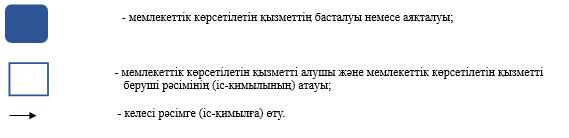 - мемлекеттік көрсетілетін қызметтің басталуы немесе аяқталуы;
- мемлекеттік көрсетілетін қызметті алушы және мемлекеттік көрсетілетін қызметті
беруші рәсімінің (іс-қимылының) атауы;
- келесі рәсімге (іс-қимылға) өту.